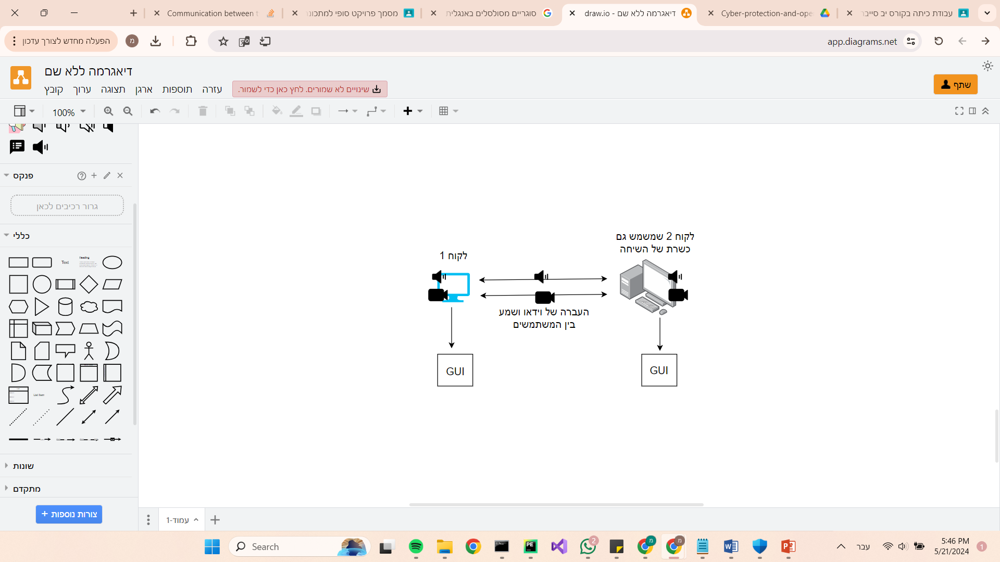 Communication between t
מסמך פרויקט סופי למתכונו
סוגריים מסולסלים באנגלית
דיאגרמה ללא שם - draw.io
Cyber-protection-and-ope
עבודת כיתה בקורס יב סייבר
הפעלה מחדש לצורך עדכון
מ
app.diagrams.net
דיאגרמה ללא שם
קובץ
ערוך
תצוגה
ארגן
תוספות
עזרה
שינויים לא שמורים. לחץ כאן כדי לשמור.
שתף
100%
פנקס
גרור רכיבים לכאן
כללי
Text
Heading
List Item
שונות
מתקדם
צורות נוספות +
לקוח 2 שמשמש גם
כשרת של השיחה
לקוח 1
העברה של וידאו ושמע
בין המשתמשים
GUI
GUI
עמוד-1
Search
PE
2
מ
מ
W
P
עבר
5:46 PM
5/21/2024
1